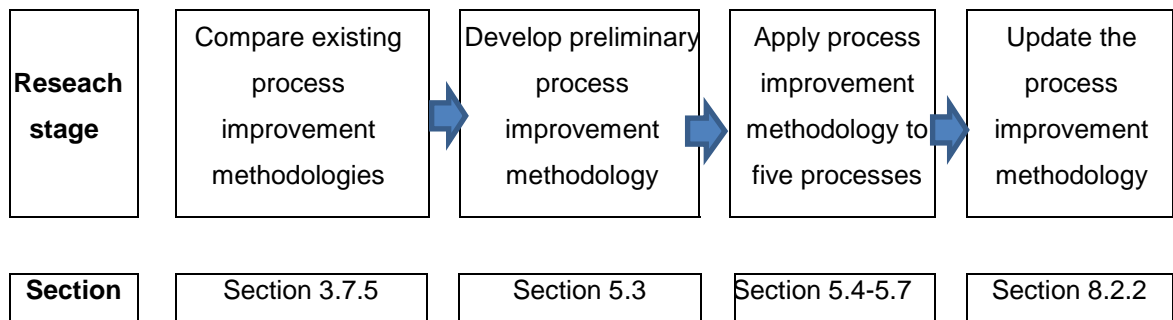 Reseach
stage
Compare existing
process
improvement
methodologies
Develop preliminary
process
improvement
methodology
Apply process
improvement
methodology to
five processes
Update the
process
improvement
methodology
Section
Section 3.7.5
Section 5.3
Section 5.4-5.7
Section 8.2.2